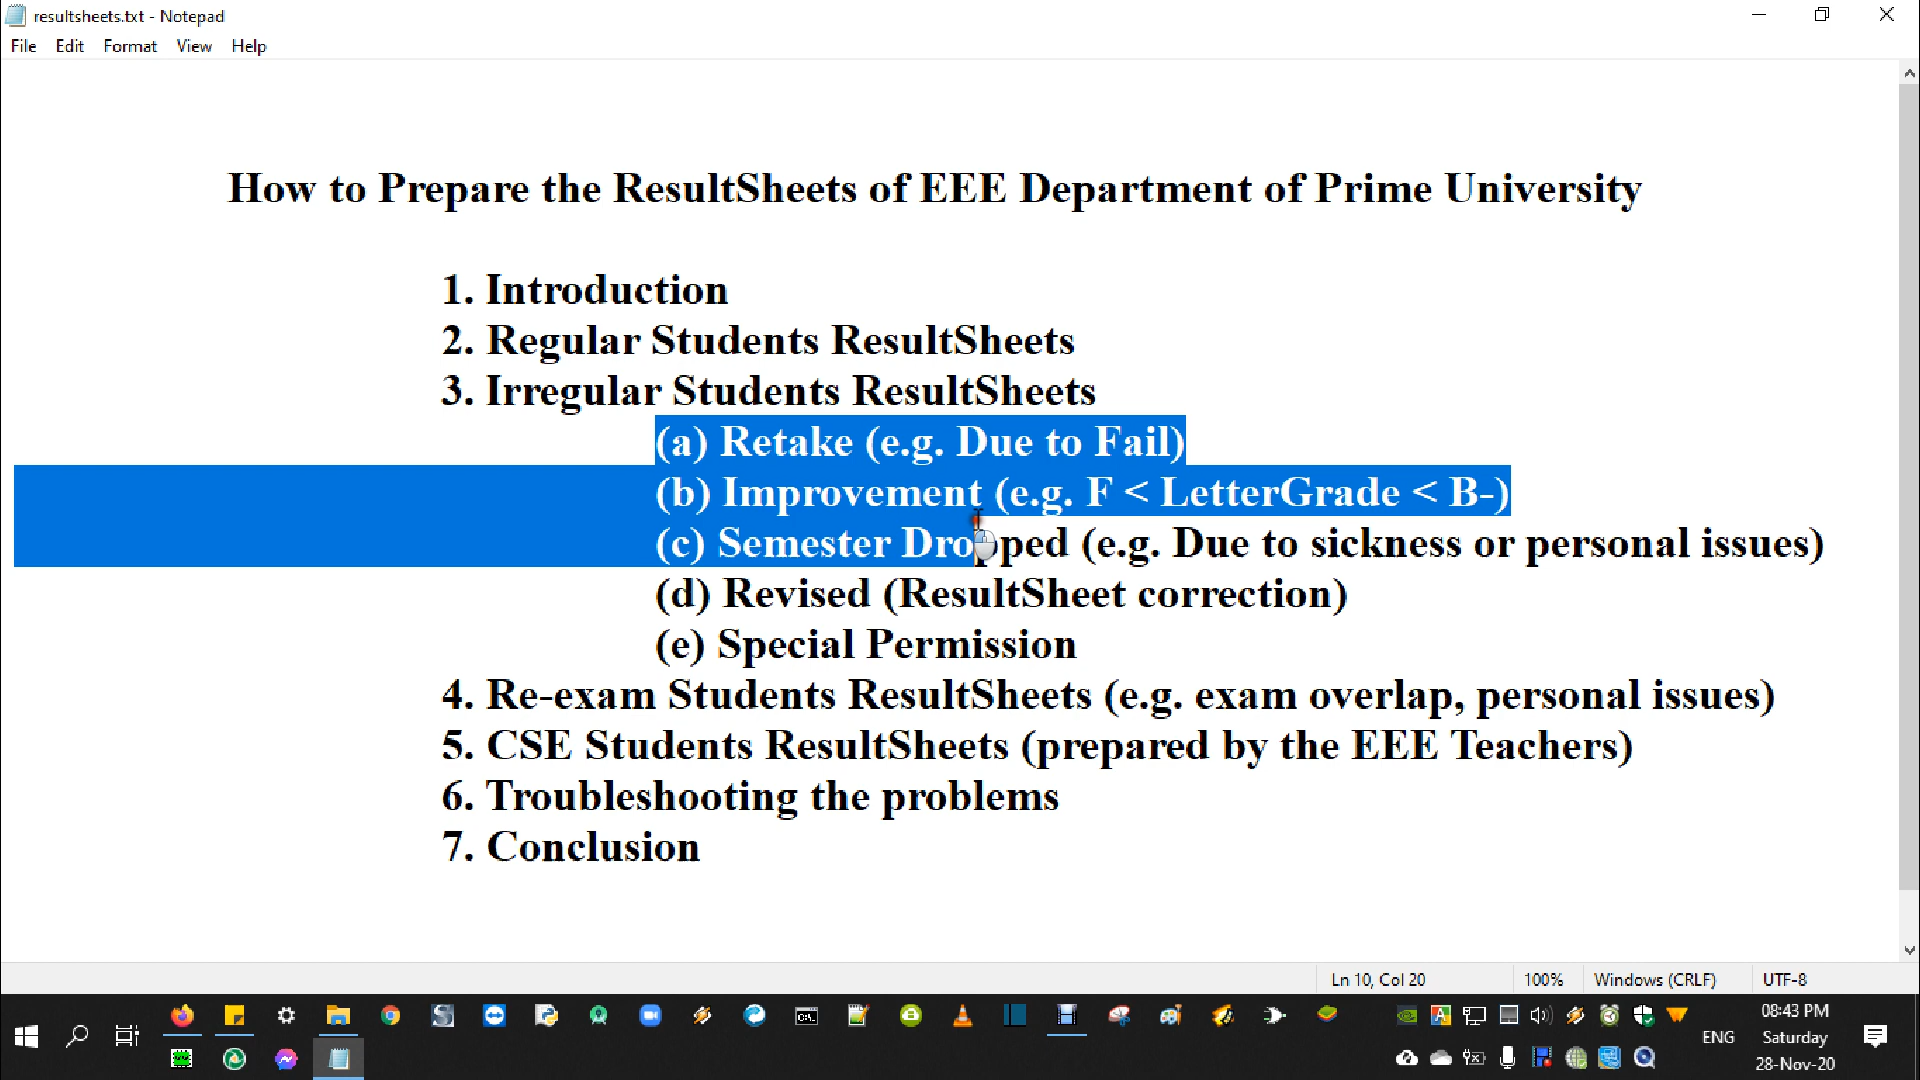 resultsheets.txt - Notepad
File Edit Format View Help
How to Prepare the ResultSheets of EEE Department of Prime University
1. Introduction
2. Regular Students ResultSheets
3. Irregular Students ResultSheets
(a) Retake (e.g. Due to Fail)
(b) Improvement (e.g. F < LetterGrade < B-)
(c) Semester Dropped (e.g. Due to sickness or personal issues)
(d) Revised (ResultSheet correction)
(e) Special Permission
4. Re-exam Students ResultSheets (e.g. exam overlap, personal issues)
5. CSE Students ResultSheets (prepared by the EEE Teachers)
6. Troubleshooting the problems
7. Conclusion
Ln 10, Col 20 100% Windows (CRLF) UTF-8
08:43 PM
ENG Saturday
28-Nov-20